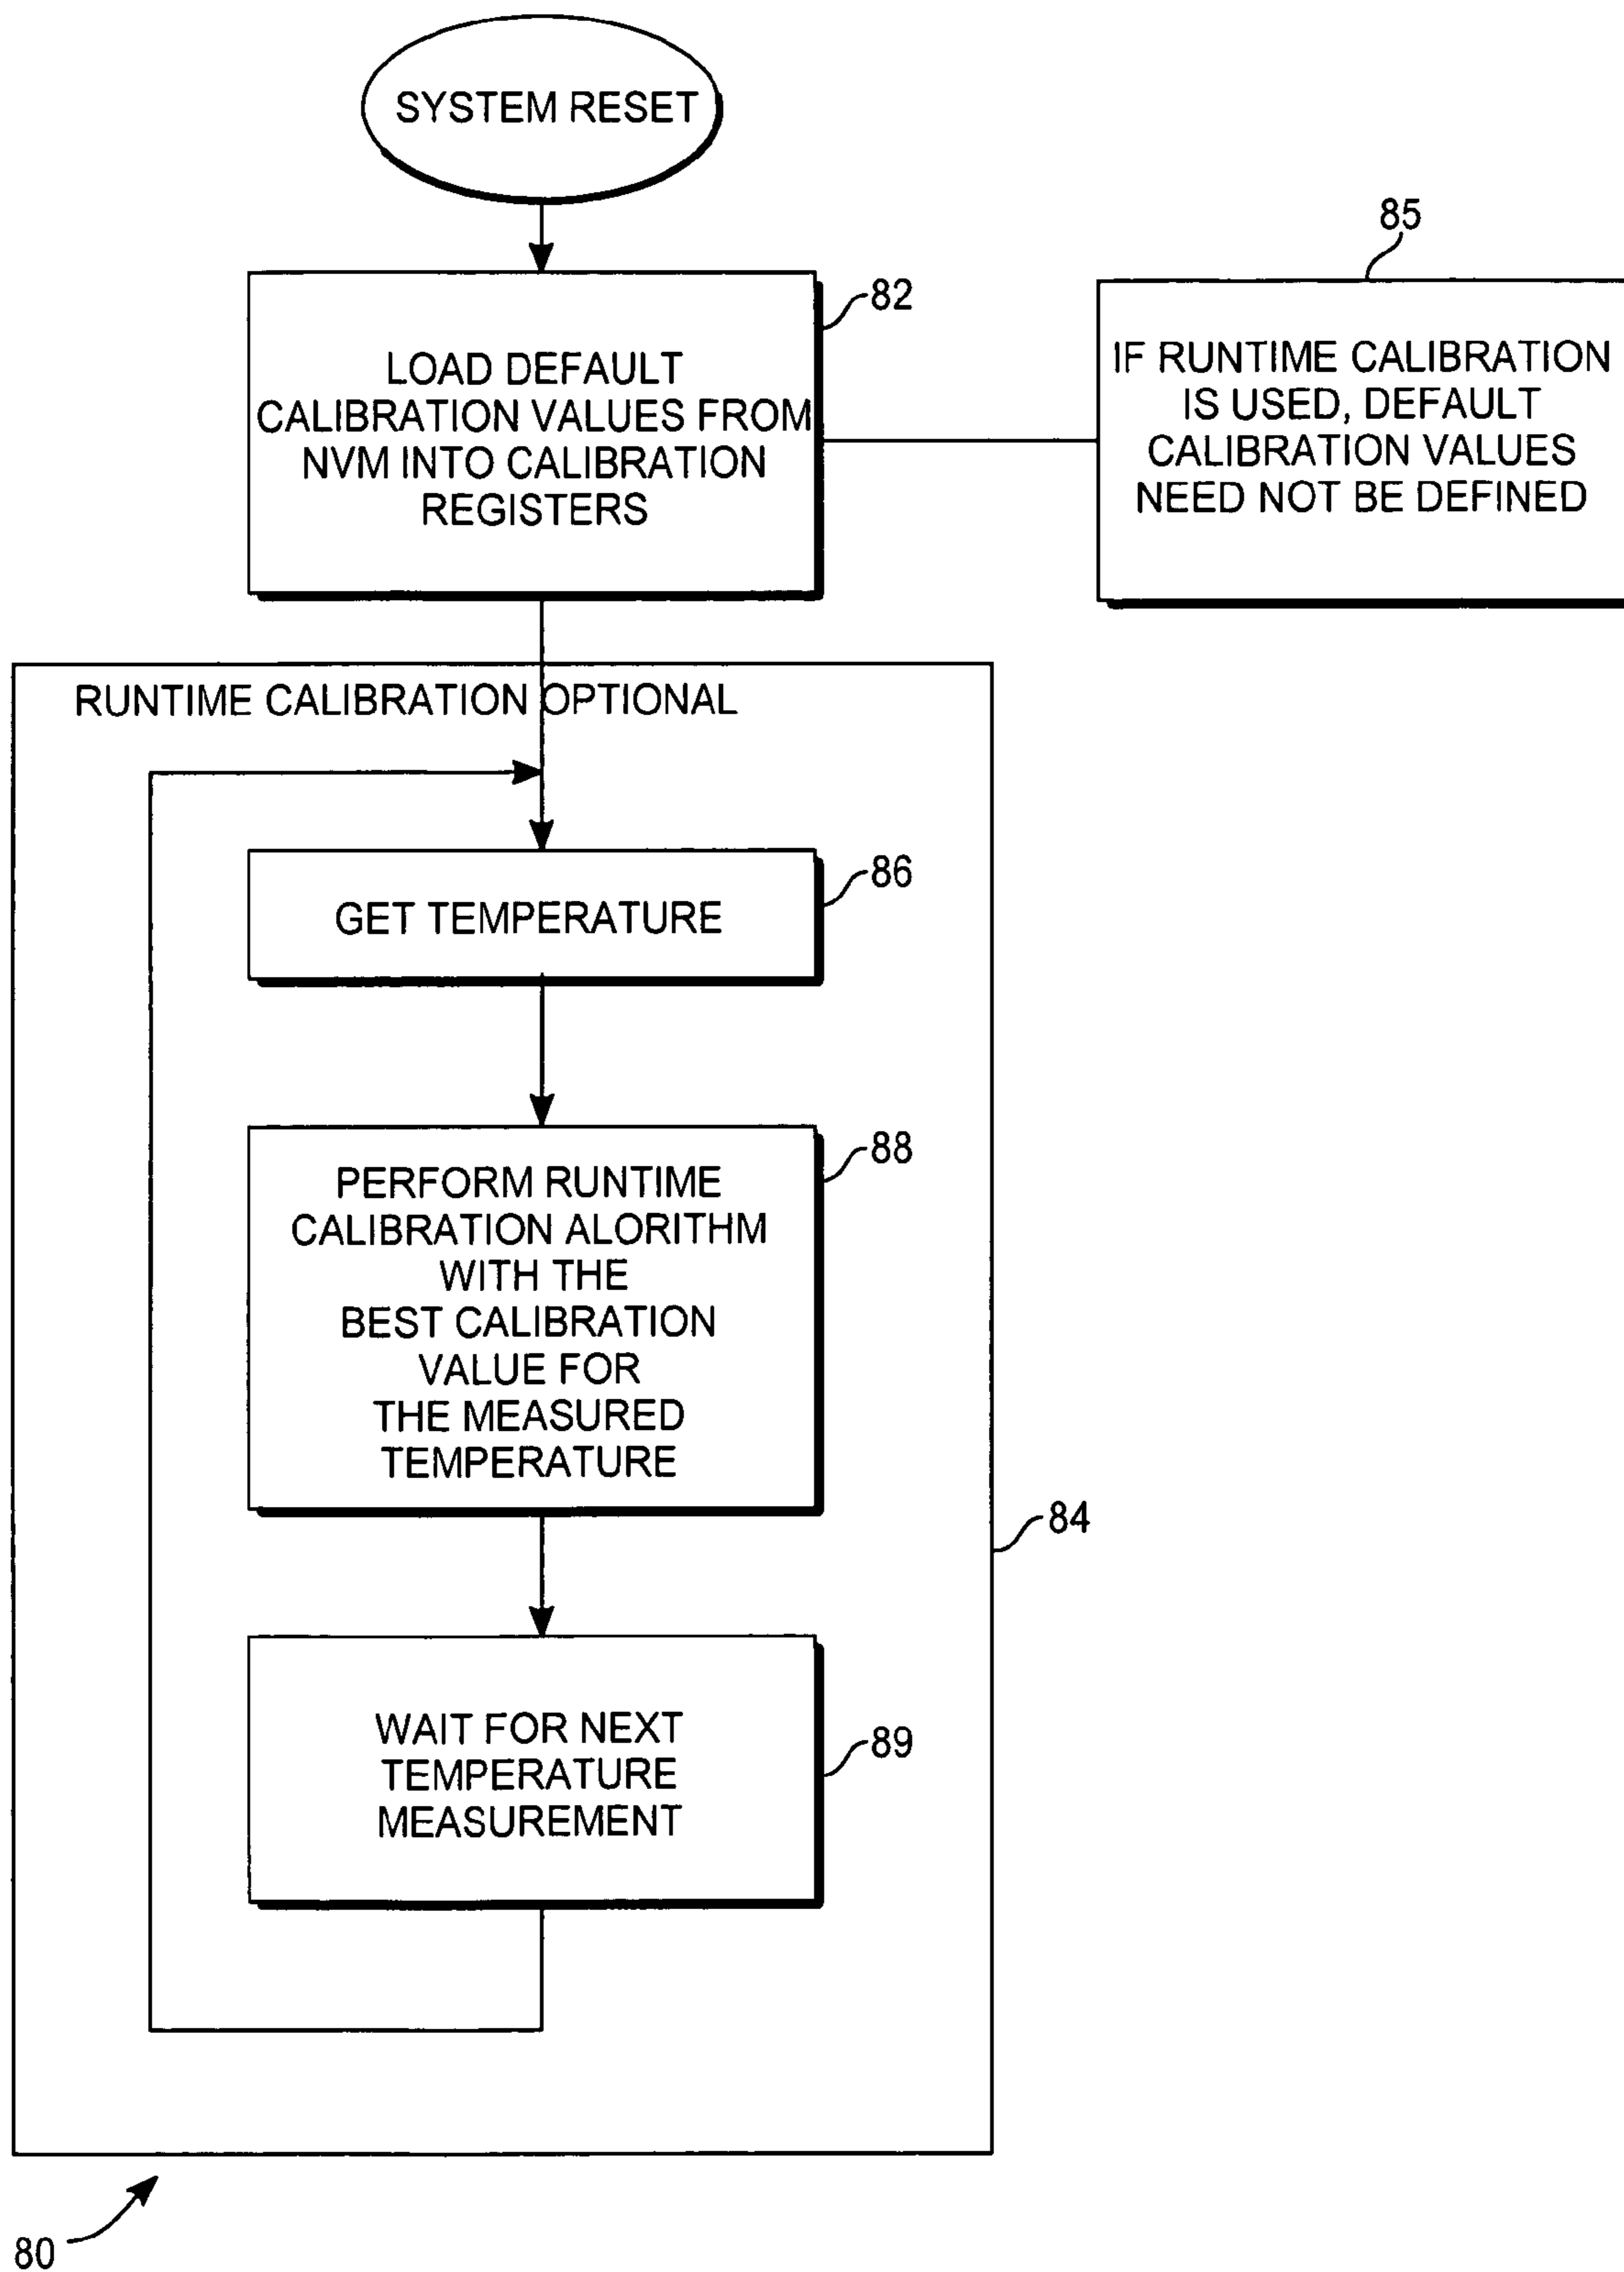 SYSTEM RESET
82
LOAD DEFAULT
CALIBRATION VALUES FROM
NVM INTO CALIBRATION
REGISTERS
85
IF RUNTIME CALIBRATION
IS USED, DEFAULT
CALIBRATION VALUES
NEED NOT BE DEFINED
RUNTIME CALIBRATION OPTIONAL
86
GET TEMPERATURE
88
PERFORM RUNTIME
CALIBRATION ALORITHM
WITH THE
BEST CALIBRATION
VALUE FOR
THE MEASURED
TEMPERATURE
84
89
WAIT FOR NEXT
TEMPERATURE
MEASUREMENT
80